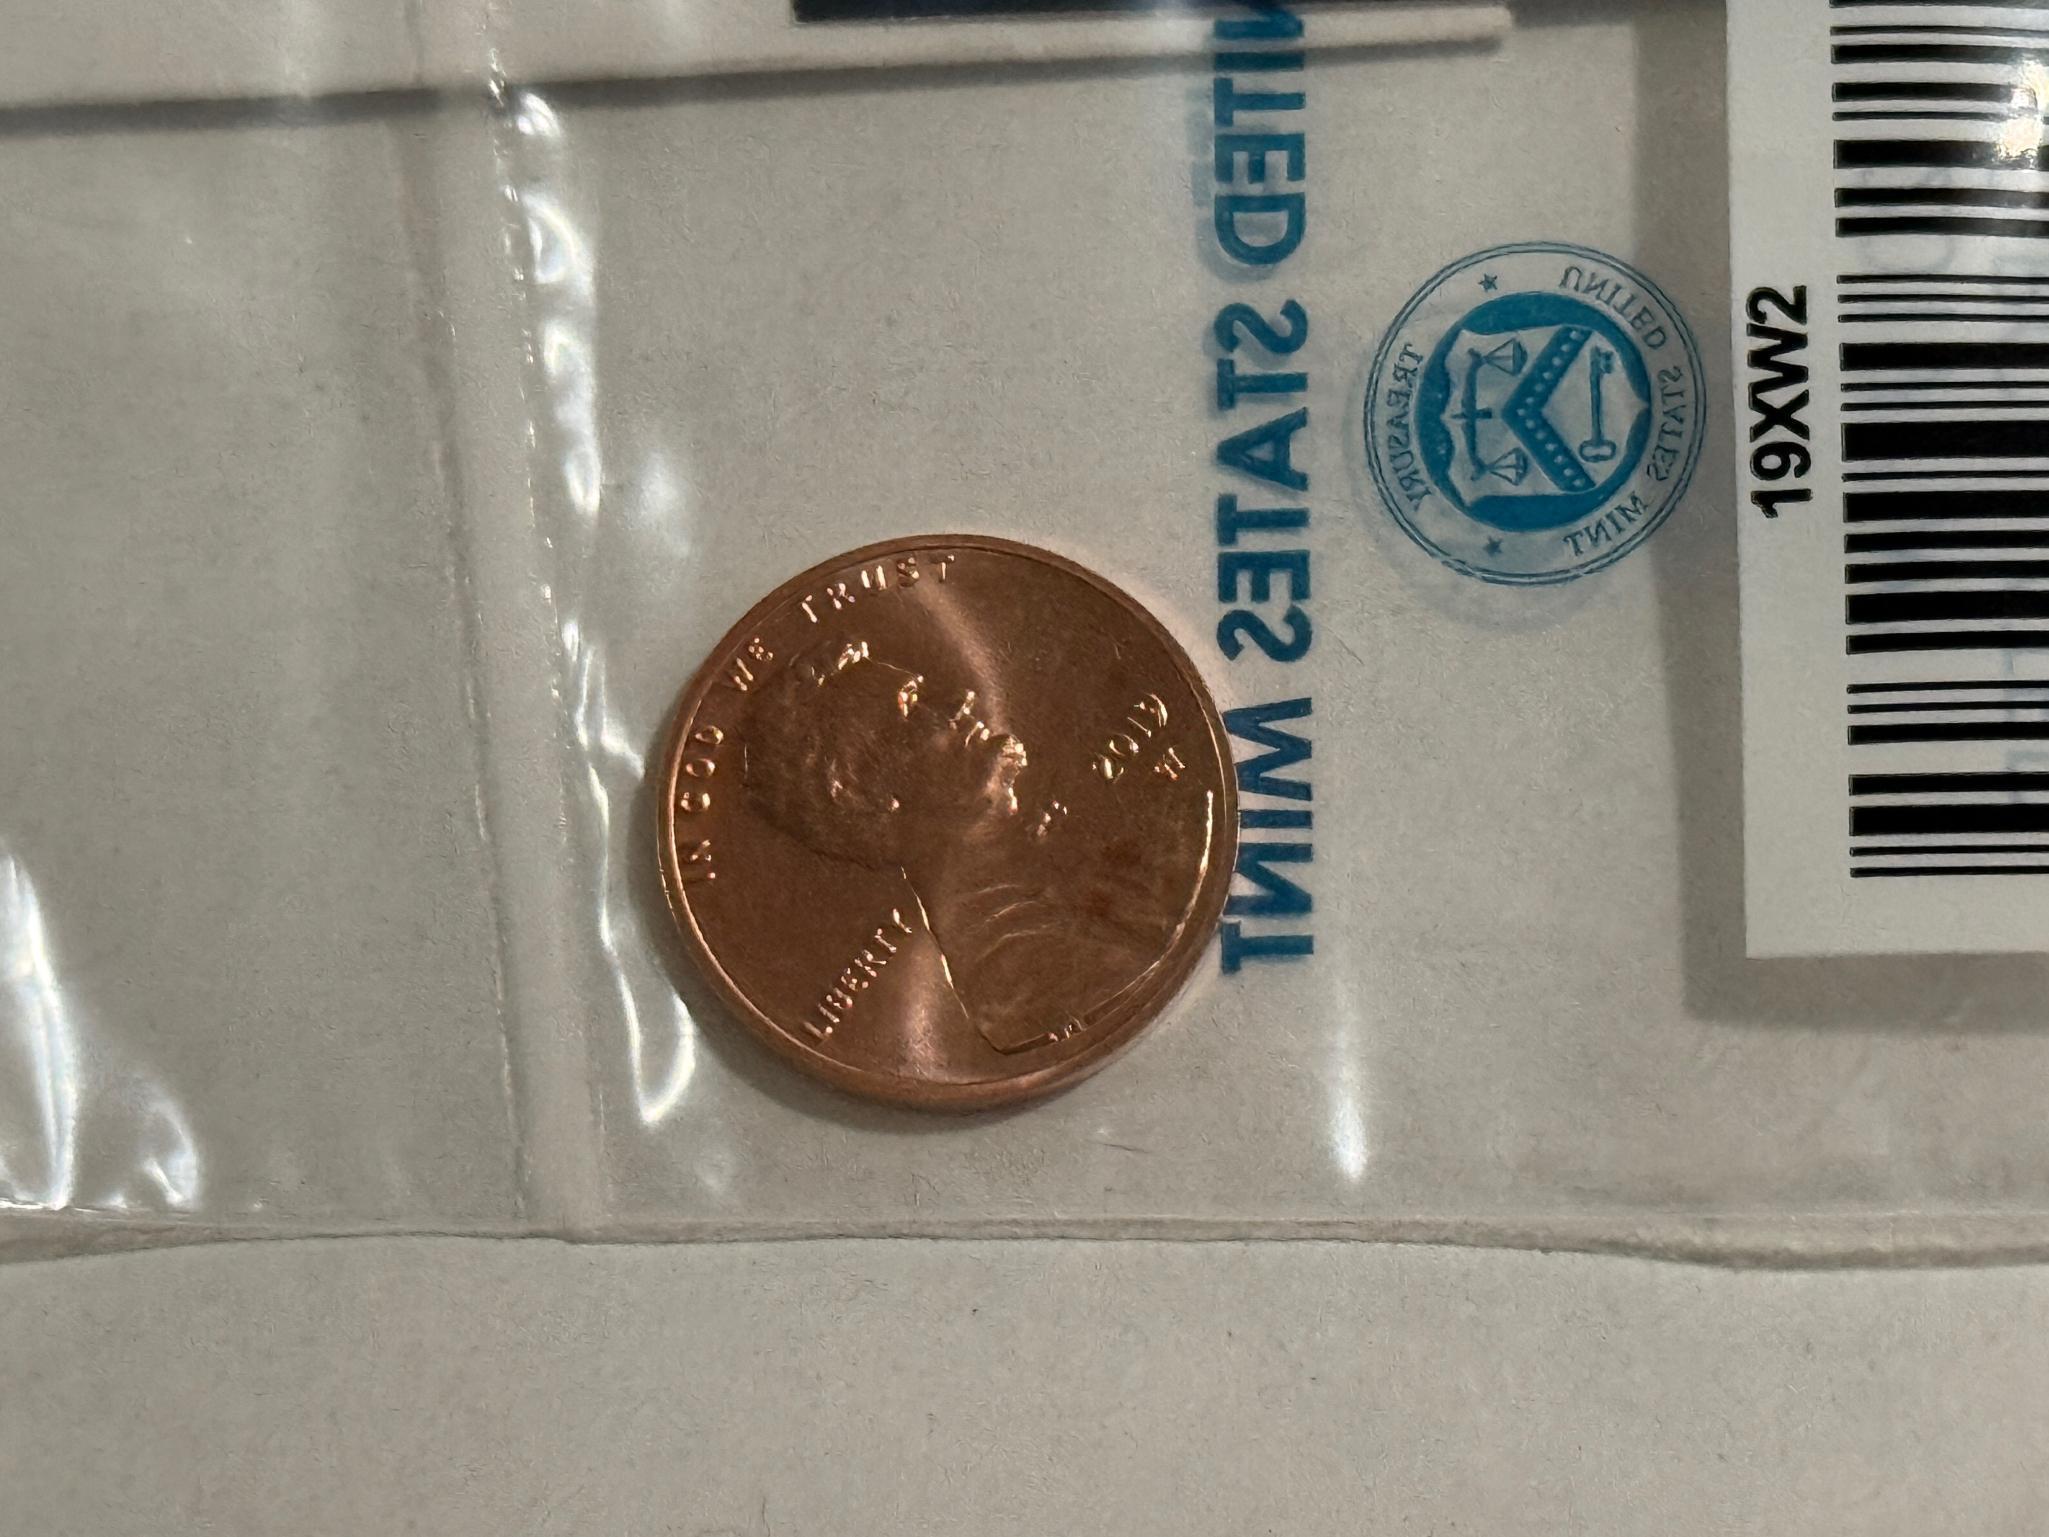 IN GOD WE TRUST
LIBERTY
2019
W
UNITED STATES MINT
TREASURY
UNITED STATES MINT
19XW2